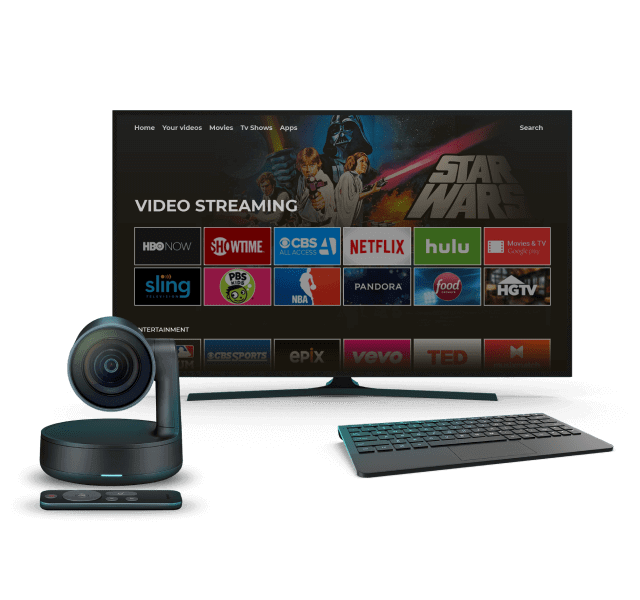 Home Your videos Movies Tv Shows Apps Search
STAR
WARS
VIDEO STREAMING
HBO NOW SHOWTIME CBS ALL ACCESS NETFLIX hulu Movies & TV Google play
sling TELEVISION PBS KIDS NBA PANDORA food network HGTV
ENTERTAINMENT
CBS SPORTS epix vevo TED